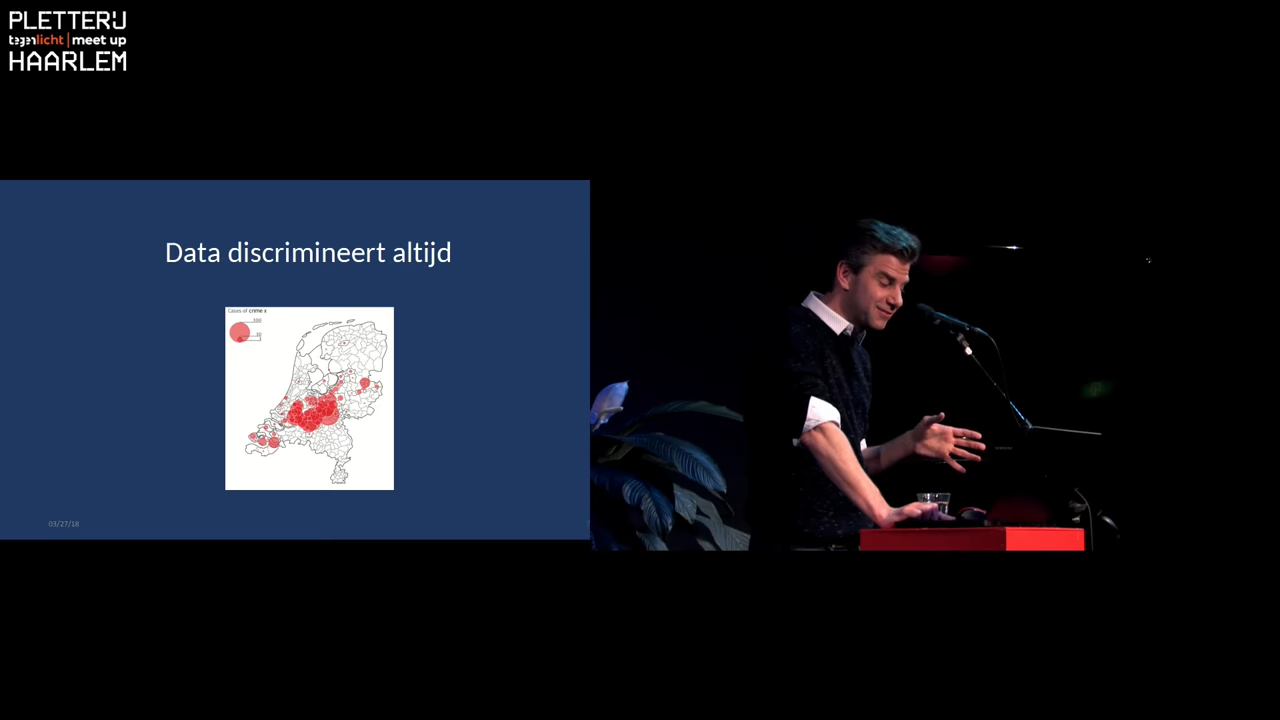 PLETTERIJ
tegenlicht | meet up
HAARLEM
Data discrimineert altijd
Cases of crime x
03/27/18